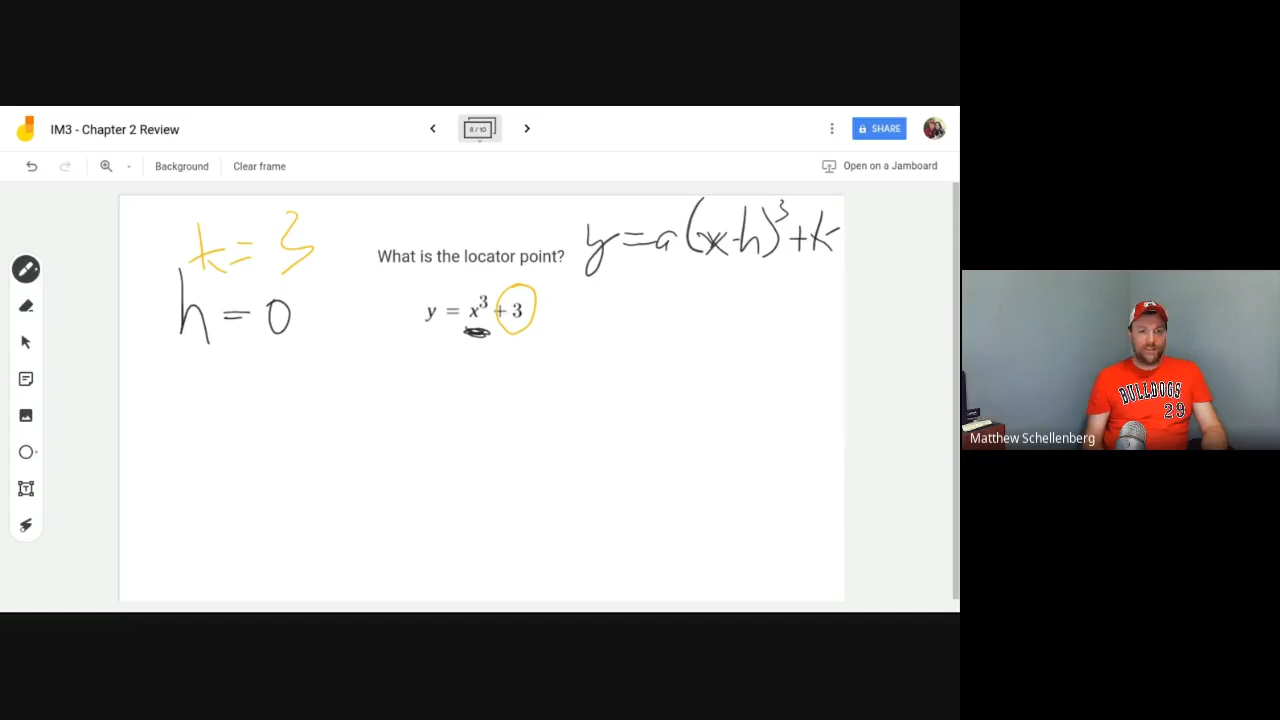 IM3 - Chapter 2 Review
8 / 10
SHARE
Background
Clear frame
Open on a Jamboard
k = 3
h = 0
What is the locator point?
y = x³ + 3
y = a(x-h)³ + k
BULLDOGS
29
Matthew Schellenberg